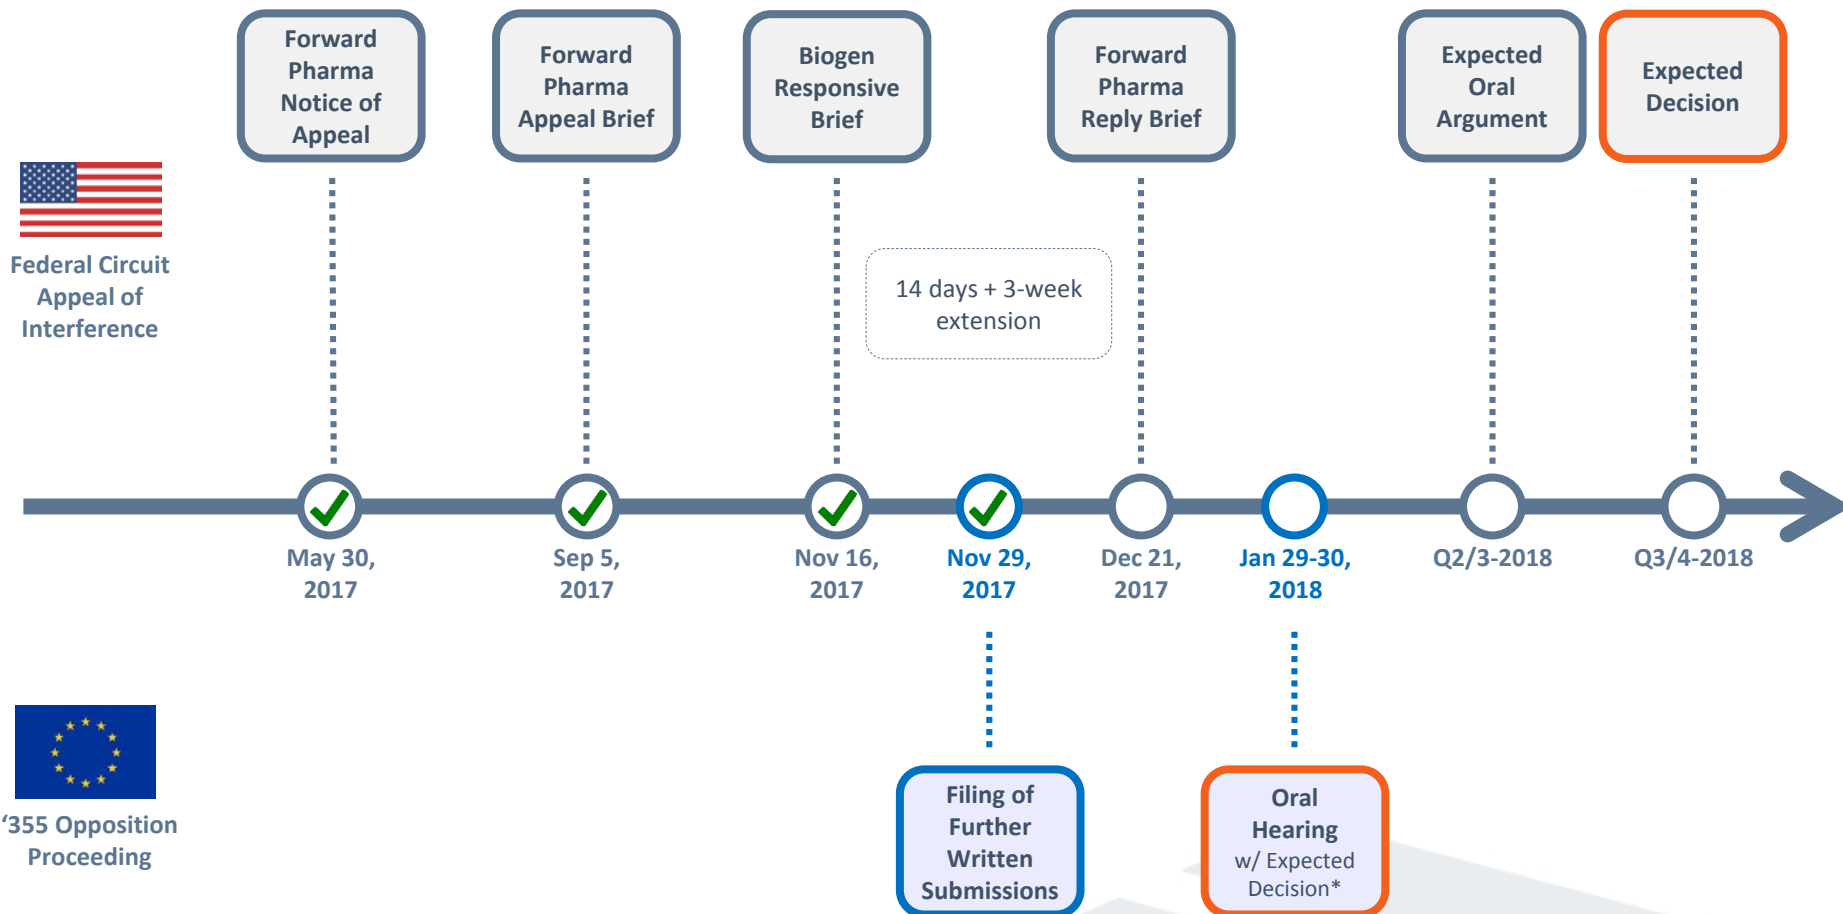 Forward
Pharma
Notice of
Appeal
Forward
Pharma
Appeal Brief
Biogen
Responsive
Brief
Forward
Pharma
Reply Brief
Expected
Oral
Argument
Expected
Decision
Federal Circuit
Appeal of
Interference
14 days + 3-week
extension
May 30,
2017
Sep 5,
2017
Nov 16,
2017
Nov 29,
2017
Dec 21,
2017
Jan 29-30,
2018
Q2/3-2018
Q3/4-2018
‘355 Opposition
Proceeding
Filing of
Further
Written
Submissions
Oral
Hearing
w/ Expected
Decision*